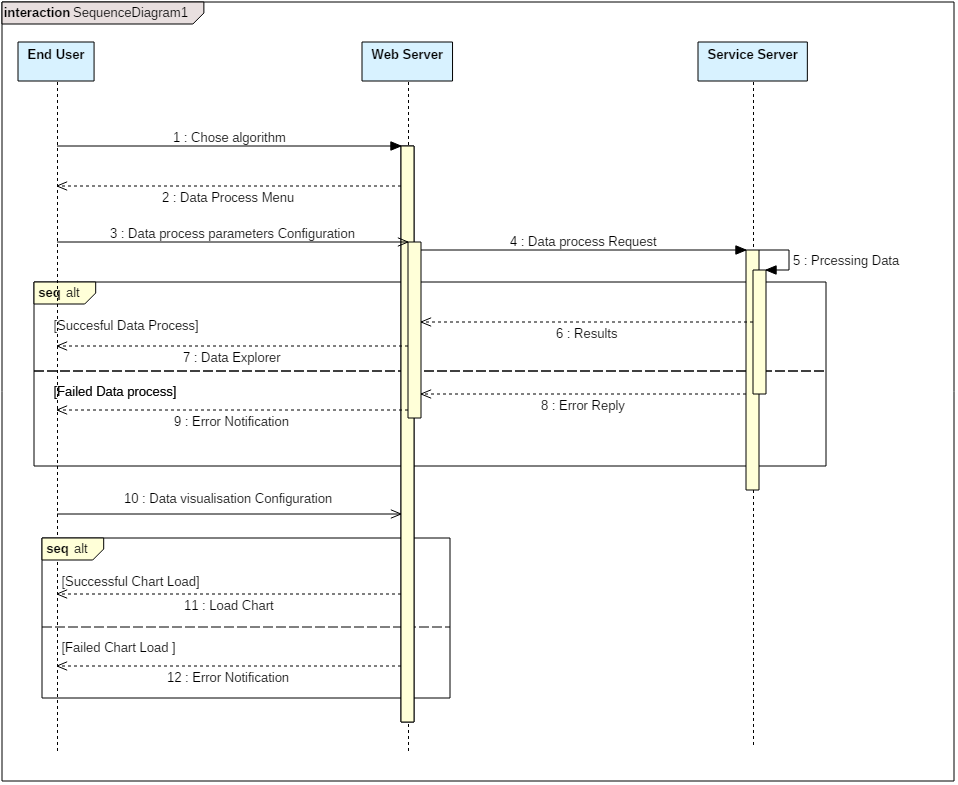 interaction SequenceDiagram1
End User
Web Server
Service Server
1 : Chose algorithm
2 : Data Process Menu
3 : Data process parameters Configuration
4 : Data process Request
5 : Prcessing Data
seq alt
[Succesful Data Process]
6 : Results
7 : Data Explorer
[Failed Data process]
8 : Error Reply
9 : Error Notification
10 : Data visualisation Configuration
seq alt
[Successful Chart Load]
11 : Load Chart
[Failed Chart Load ]
12 : Error Notification